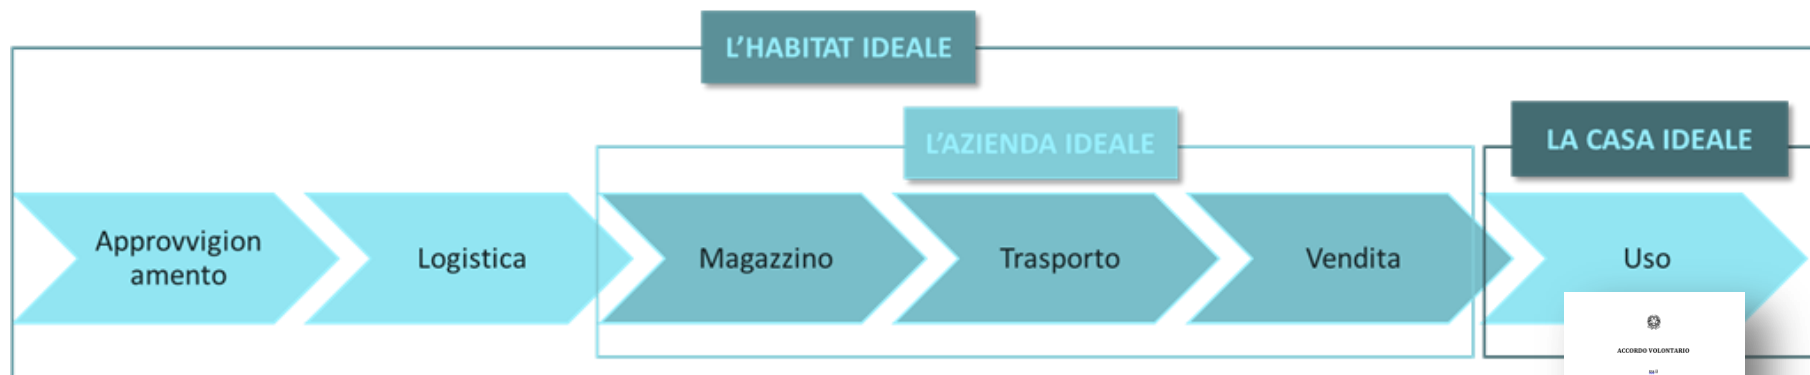 L'HABITAT IDEALE
L'AZIENDA IDEALE
LA CASA IDEALE
Approvvigion
amento
Logistica
Magazzino
Trasporto
Vendita
Uso
ACCORDO VOLONTARIO